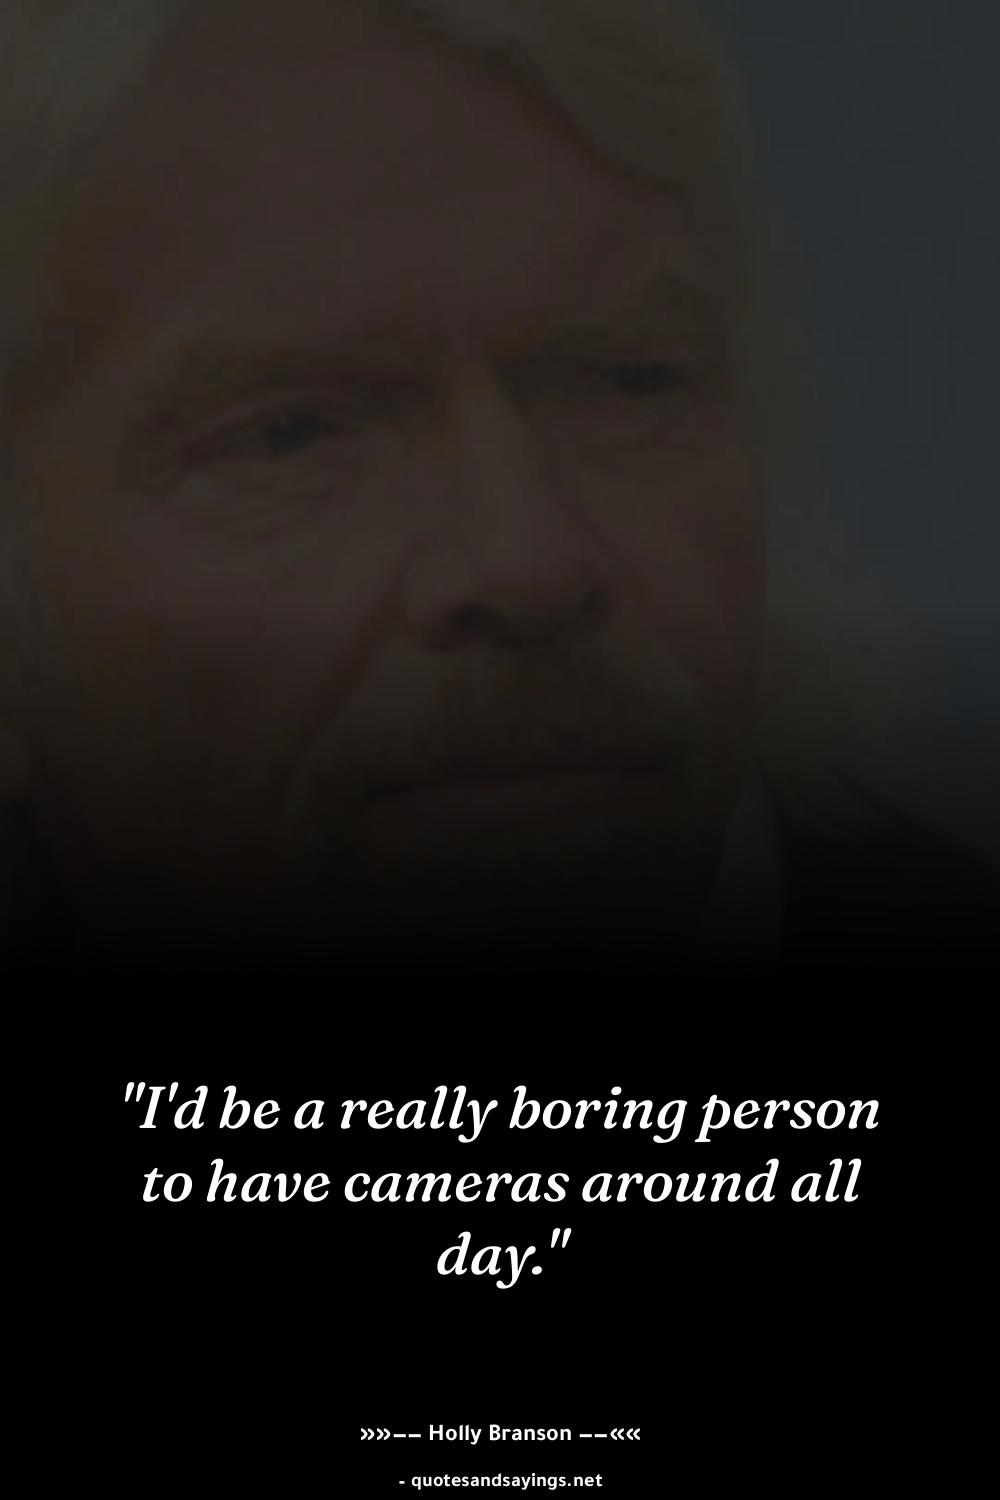 "I'd be a really boring person
to have cameras around all
day."
»»–– Holly Branson ––««
- quotesandsayings.net